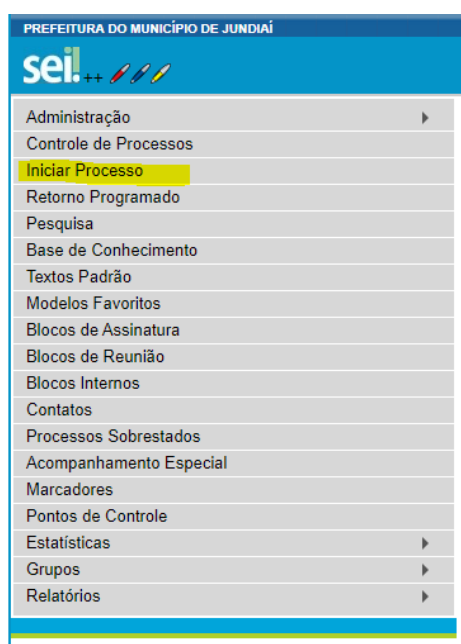 PREFEITURA DO MUNICÍPIO DE JUNDIAÍ
sei! ++
Administração
Controle de Processos
Iniciar Processo
Retorno Programado
Pesquisa
Base de Conhecimento
Textos Padrão
Modelos Favoritos
Blocos de Assinatura
Blocos de Reunião
Blocos Internos
Contatos
Processos Sobrestados
Acompanhamento Especial
Marcadores
Pontos de Controle
Estatísticas
Grupos
Relatórios